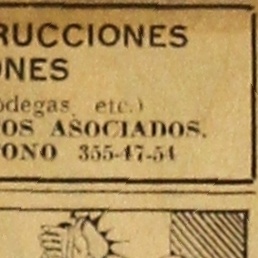 RUCCIONES
ONES
odegas, etc.)
OS ASOCIADOS.
FONO 355-47-54